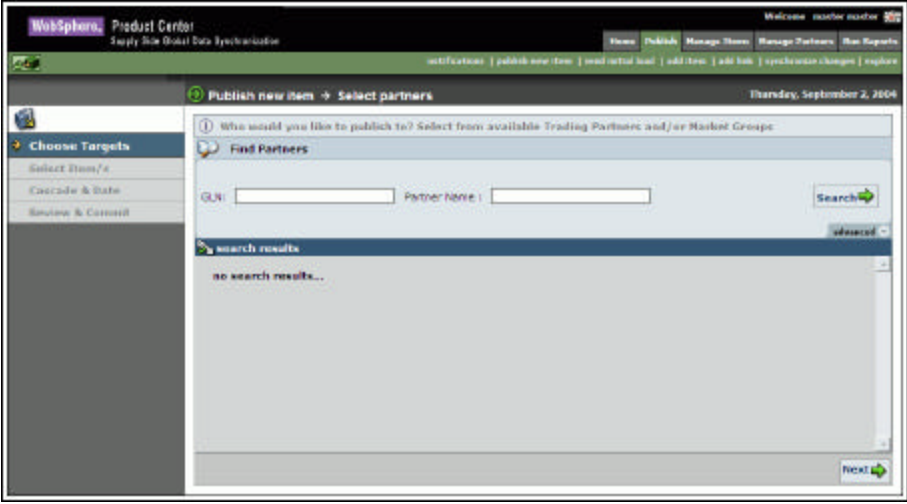 WebSphere. Product Center
Supply Side Global Data Synchronization
Welcome master master
Home Publish Manage Items Manage Partners Run Reports
notifications | publish new item | send initial load | add item | add link | synchronize changes | explore
Publish new item → Select partners
Thursday, September 2, 2004
Who would you like to publish to? Select from available Trading Partners and/or Market Groups
Choose Targets
Select Item/s
Cascade & Date
Review & Commit
Find Partners
GLN:
Partner Name :
Search
advanced
search results
no search results...
Next